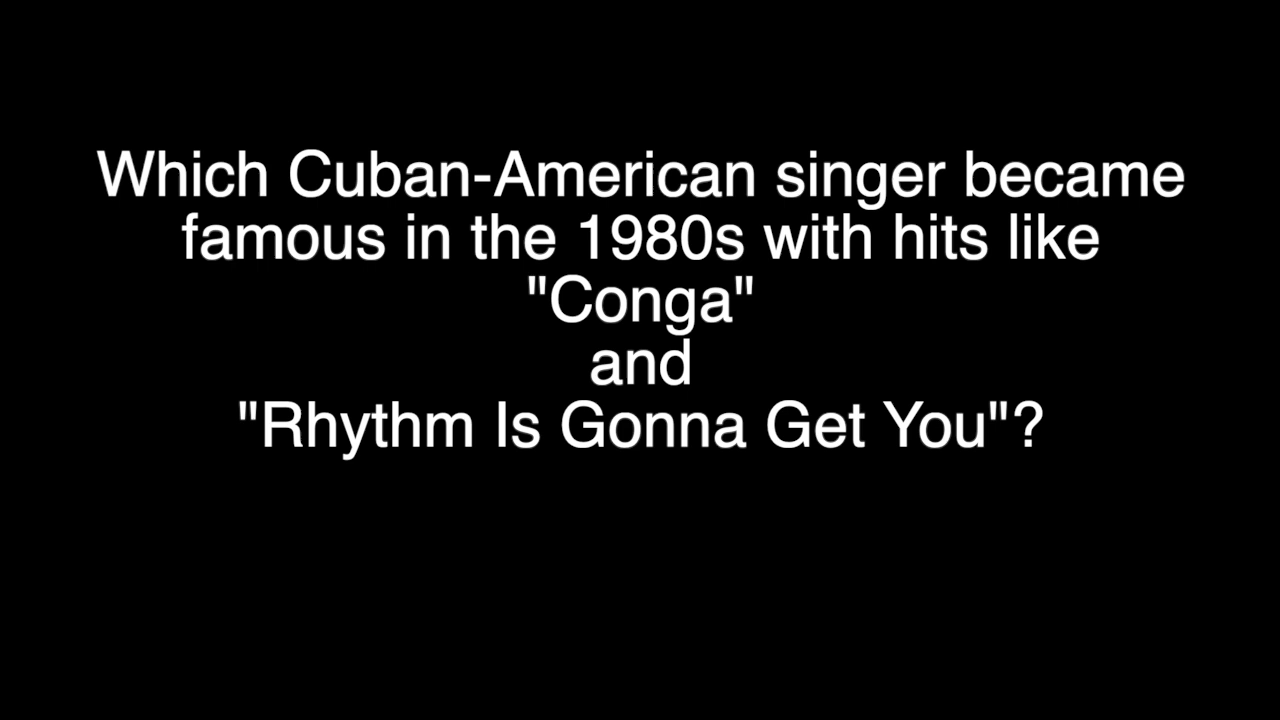 Which Cuban-American singer became
famous in the 1980s with hits like
"Conga"
and
"Rhythm Is Gonna Get You"?